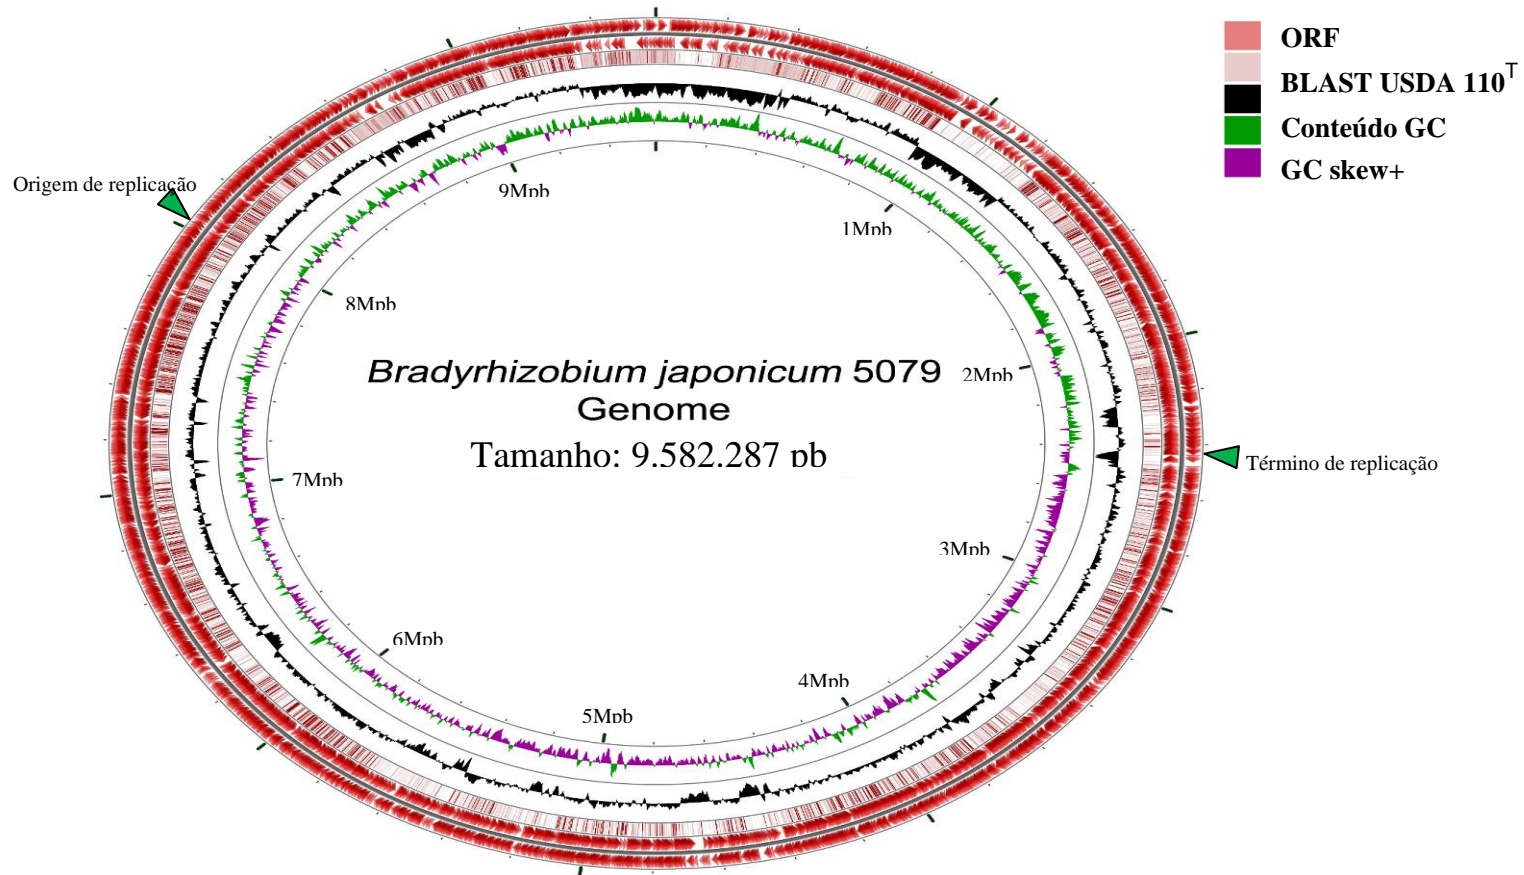 ORF
BLAST USDA 110T
Conteúdo GC
GC skew+
Origem de replicação
9Mpb
1Mpb
8Mpb
Bradyrhizobium japonicum 5079
Genome
Tamanho: 9.582.287 pb
2Mpb
7Mpb
Término de replicação
3Mpb
6Mpb
4Mpb
5Mpb